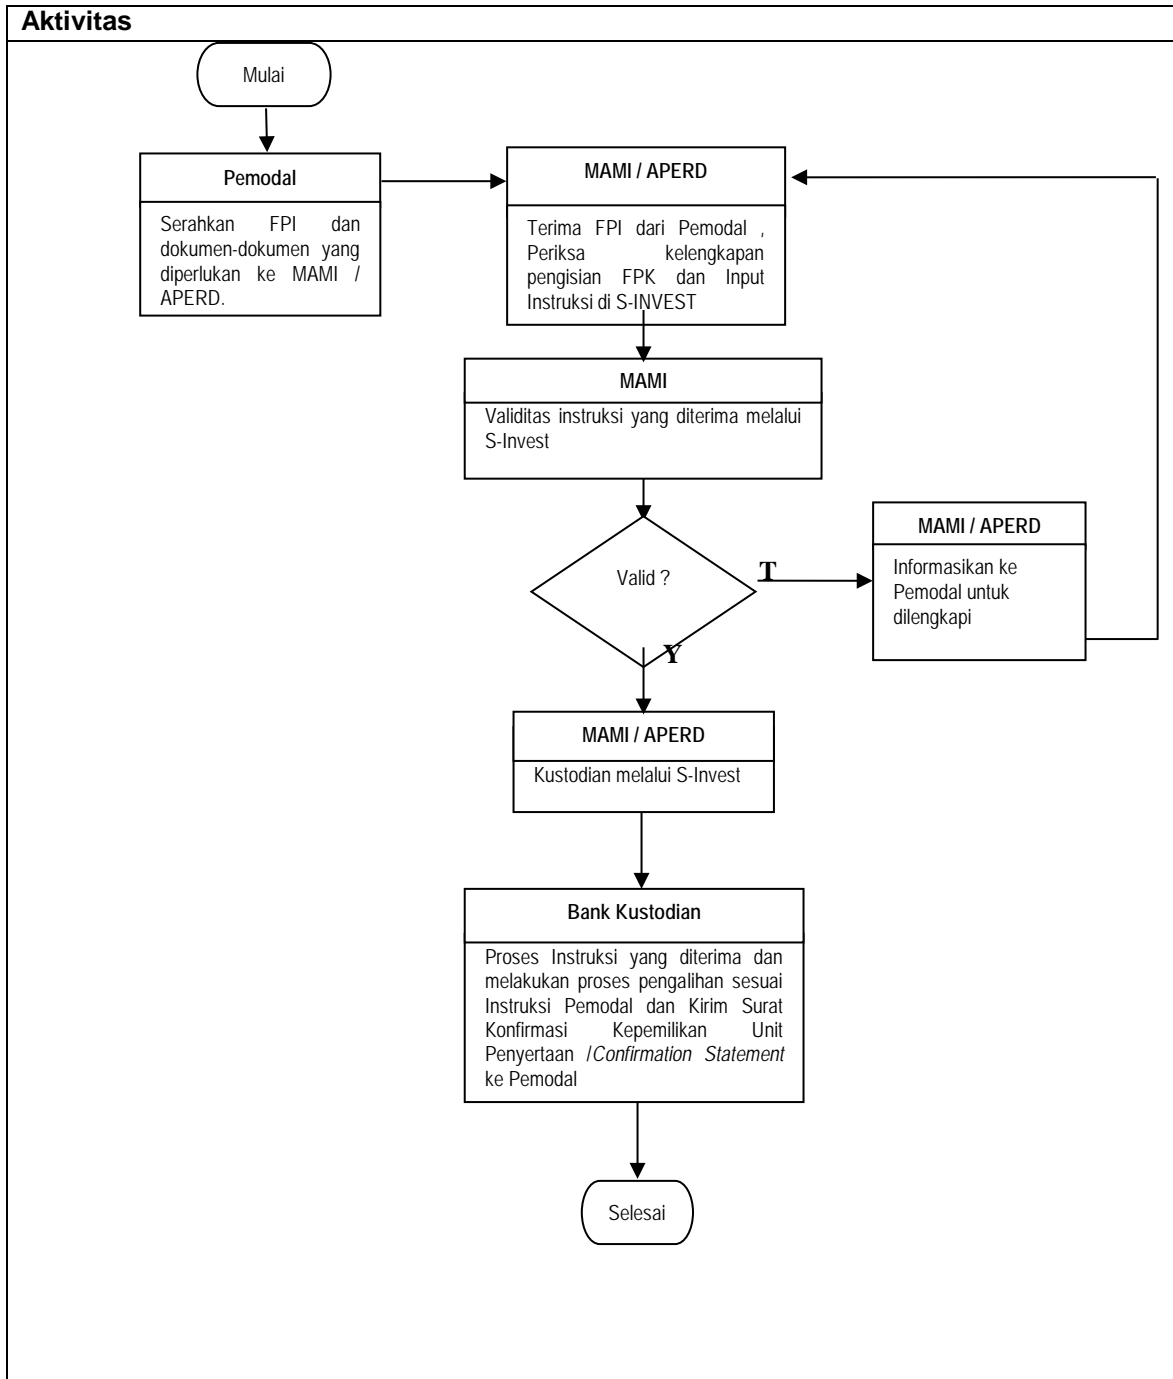 Aktivitas
Mulai
Pemodal
Serahkan FPI dan
dokumen-dokumen yang
diperlukan ke MAMI /
APERD.
MAMI / APERD
Terima FPI dari Pemodal ,
Periksa kelengkapan
pengisian FPK dan Input
Instruksi di S-INVEST
MAMI
Validitas instruksi yang diterima melalui
S-Invest
Valid ?
T
MAMI / APERD
Informasikan ke
Pemodal untuk
dilengkapi
Y
MAMI / APERD
Kustodian melalui S-Invest
Bank Kustodian
Proses Instruksi yang diterima dan
melakukan proses pengalihan sesuai
Instruksi Pemodal dan Kirim Surat
Konfirmasi Kepemilikan Unit
Penyertaan /Confirmation Statement
ke Pemodal
Selesai